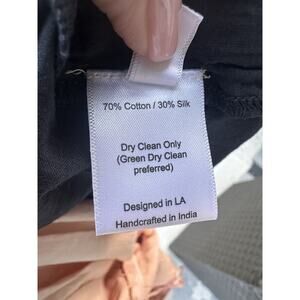 70% Cotton / 30% Silk
Dry Clean Only
(Green Dry Clean
preferred)
Designed in LA
Handcrafted in India